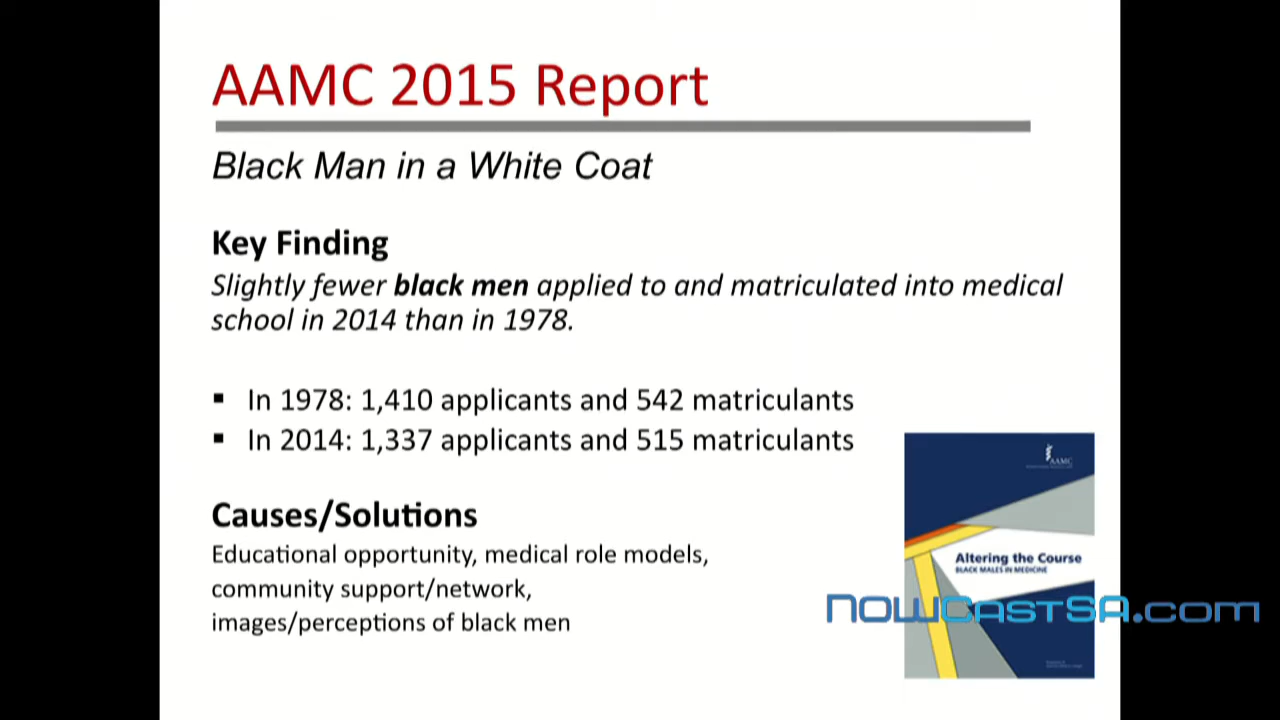 AAMC 2015 Report
Black Man in a White Coat
Key Finding
Slightly fewer black men applied to and matriculated into medical
school in 2014 than in 1978.
▪ In 1978: 1,410 applicants and 542 matriculants
▪ In 2014: 1,337 applicants and 515 matriculants
Causes/Solutions
Educational opportunity, medical role models,
community support/network,
images/perceptions of black men
AAMC
Altering the Course
BLACK MALES IN MEDICINE
NOWCASTSA.com